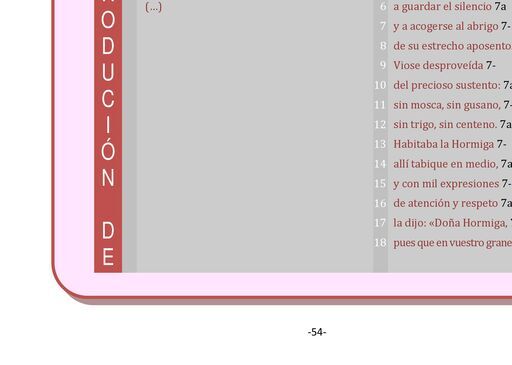 O
D
U
C
I
Ó
N
D
E
(…)
6 a guardar el silencio 7a
7 y a acogerse al abrigo 7-
8 de su estrecho aposento
9 Viose desproveída 7-
10 del precioso sustento: 7a
11 sin mosca, sin gusano, 7-
12 sin trigo, sin centeno. 7a
13 Habitaba la Hormiga 7-
14 allí tabique en medio, 7a
15 y con mil expresiones 7-
16 de atención y respeto 7a
17 la dijo: «Doña Hormiga,
18 pues que en vuestro grane
-54-